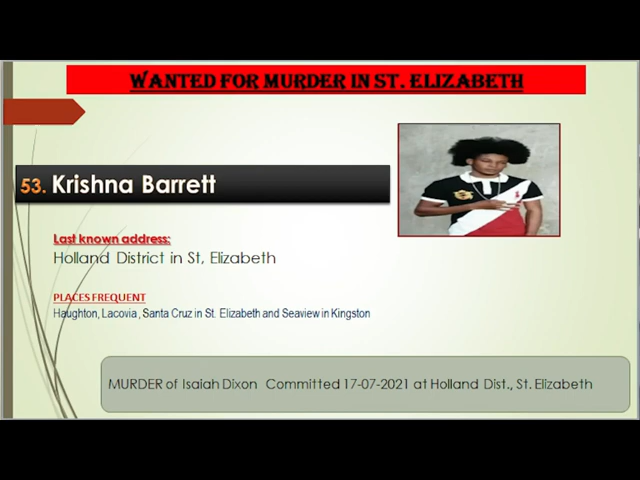 WANTED FOR MURDER IN ST. ELIZABETH
53. Krishna Barrett
Last known address:
Holland District in St, Elizabeth
PLACES FREQUENT
Haughton, Lacovia , Santa Cruz in St. Elizabeth and Seaview in Kingston
MURDER of Isaiah Dixon Committed 17-07-2021 at Holland Dist., St. Elizabeth